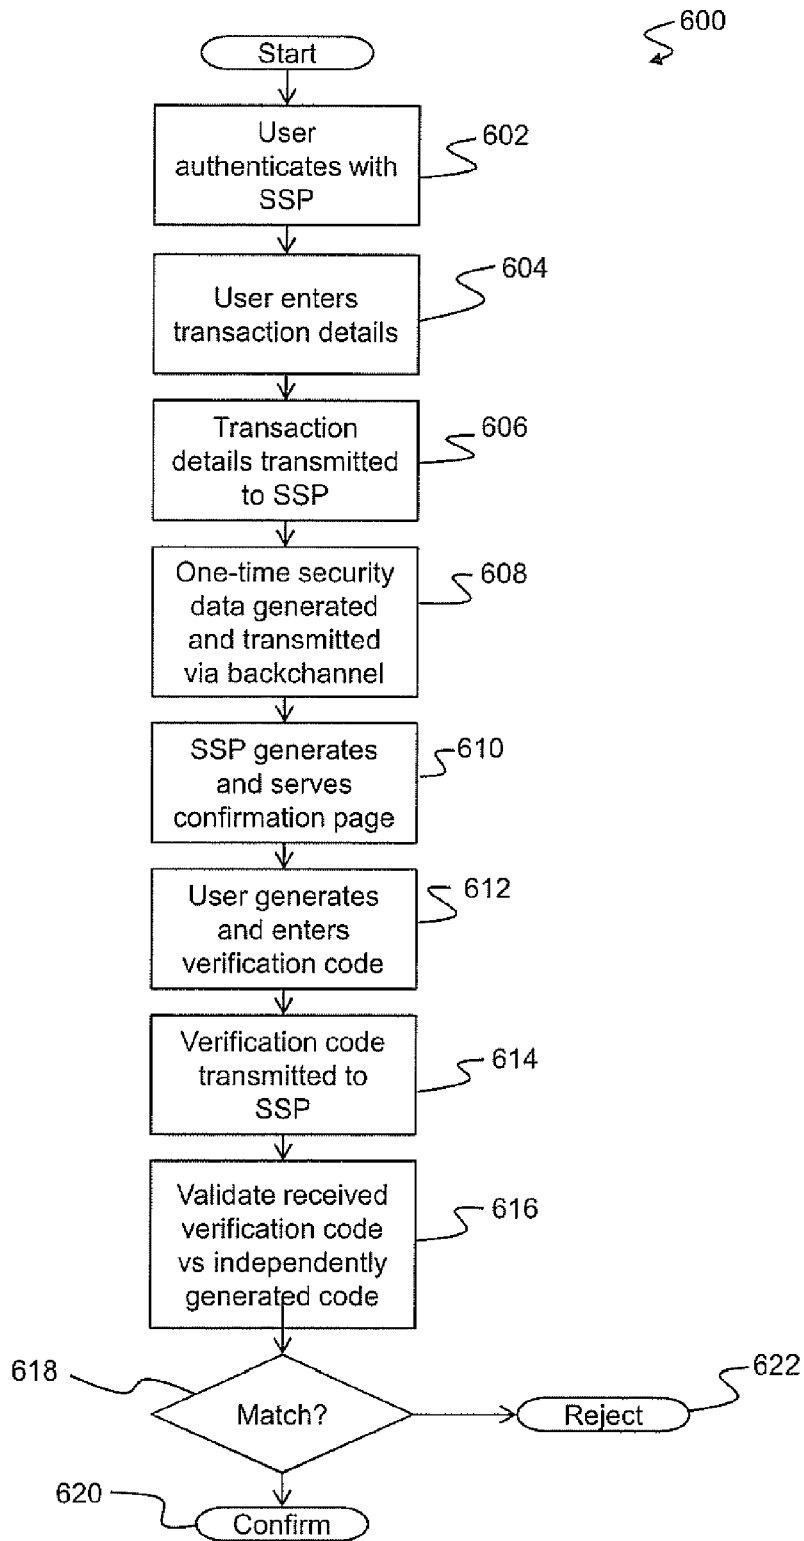 600
Start
User
authenticates with
SSP
602
User enters
transaction details
604
Transaction
details transmitted
to SSP
606
One-time security
data generated
and transmitted
via backchannel
608
SSP generates
and serves
confirmation page
610
User generates
and enters
verification code
612
Verification code
transmitted to
SSP
614
Validate received
verification code
vs independently
generated code
616
618
Match?
Reject
622
620
Confirm